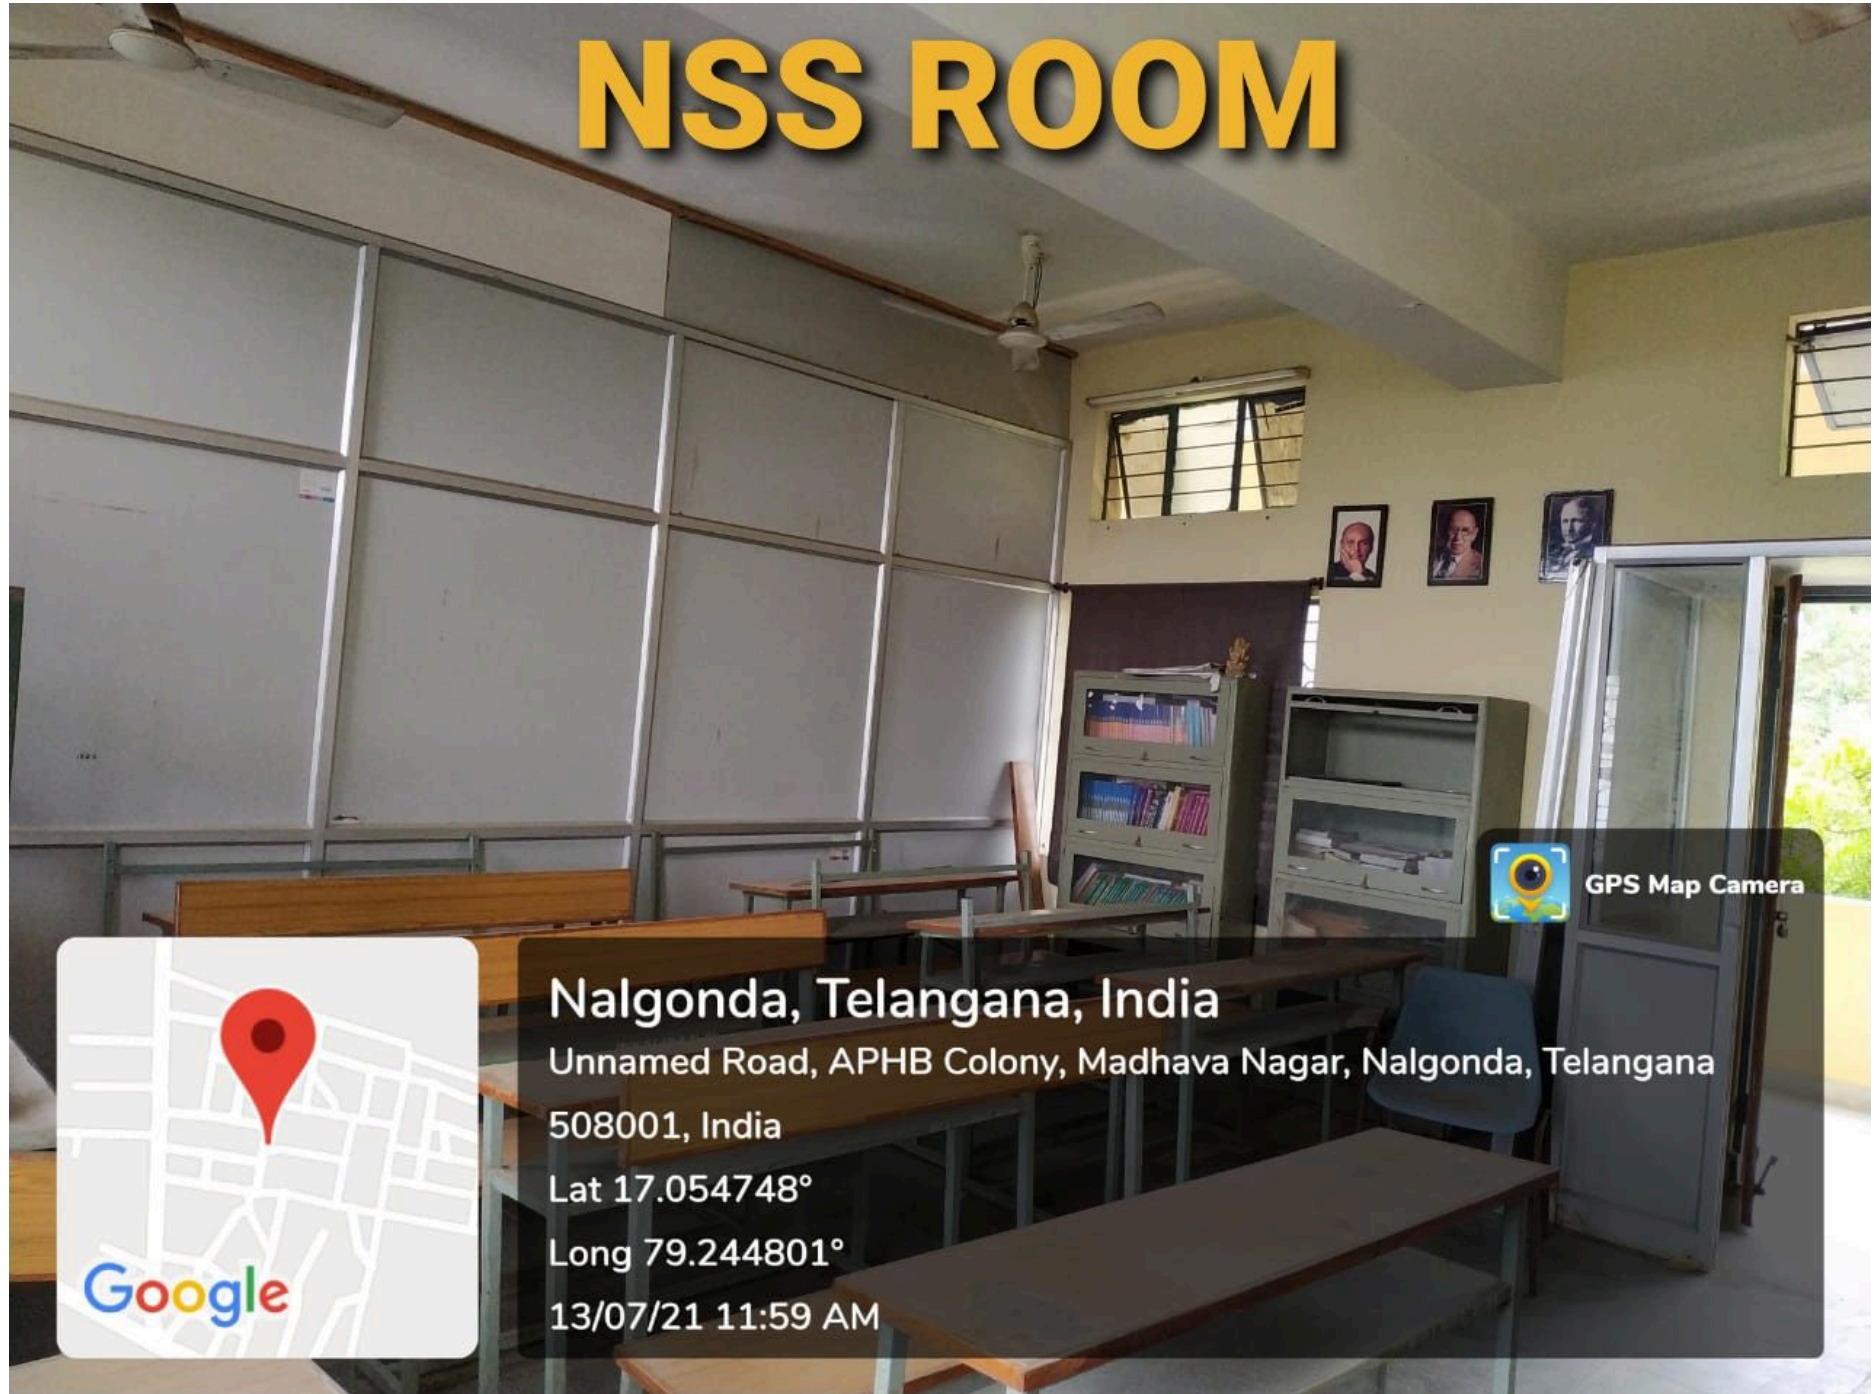 NSS ROOM
GPS Map Camera
Nalgonda, Telangana, India
Unnamed Road, APHB Colony, Madhava Nagar, Nalgonda, Telangana
508001, India
Lat 17.054748°
Long 79.244801°
13/07/21 11:59 AM
Google